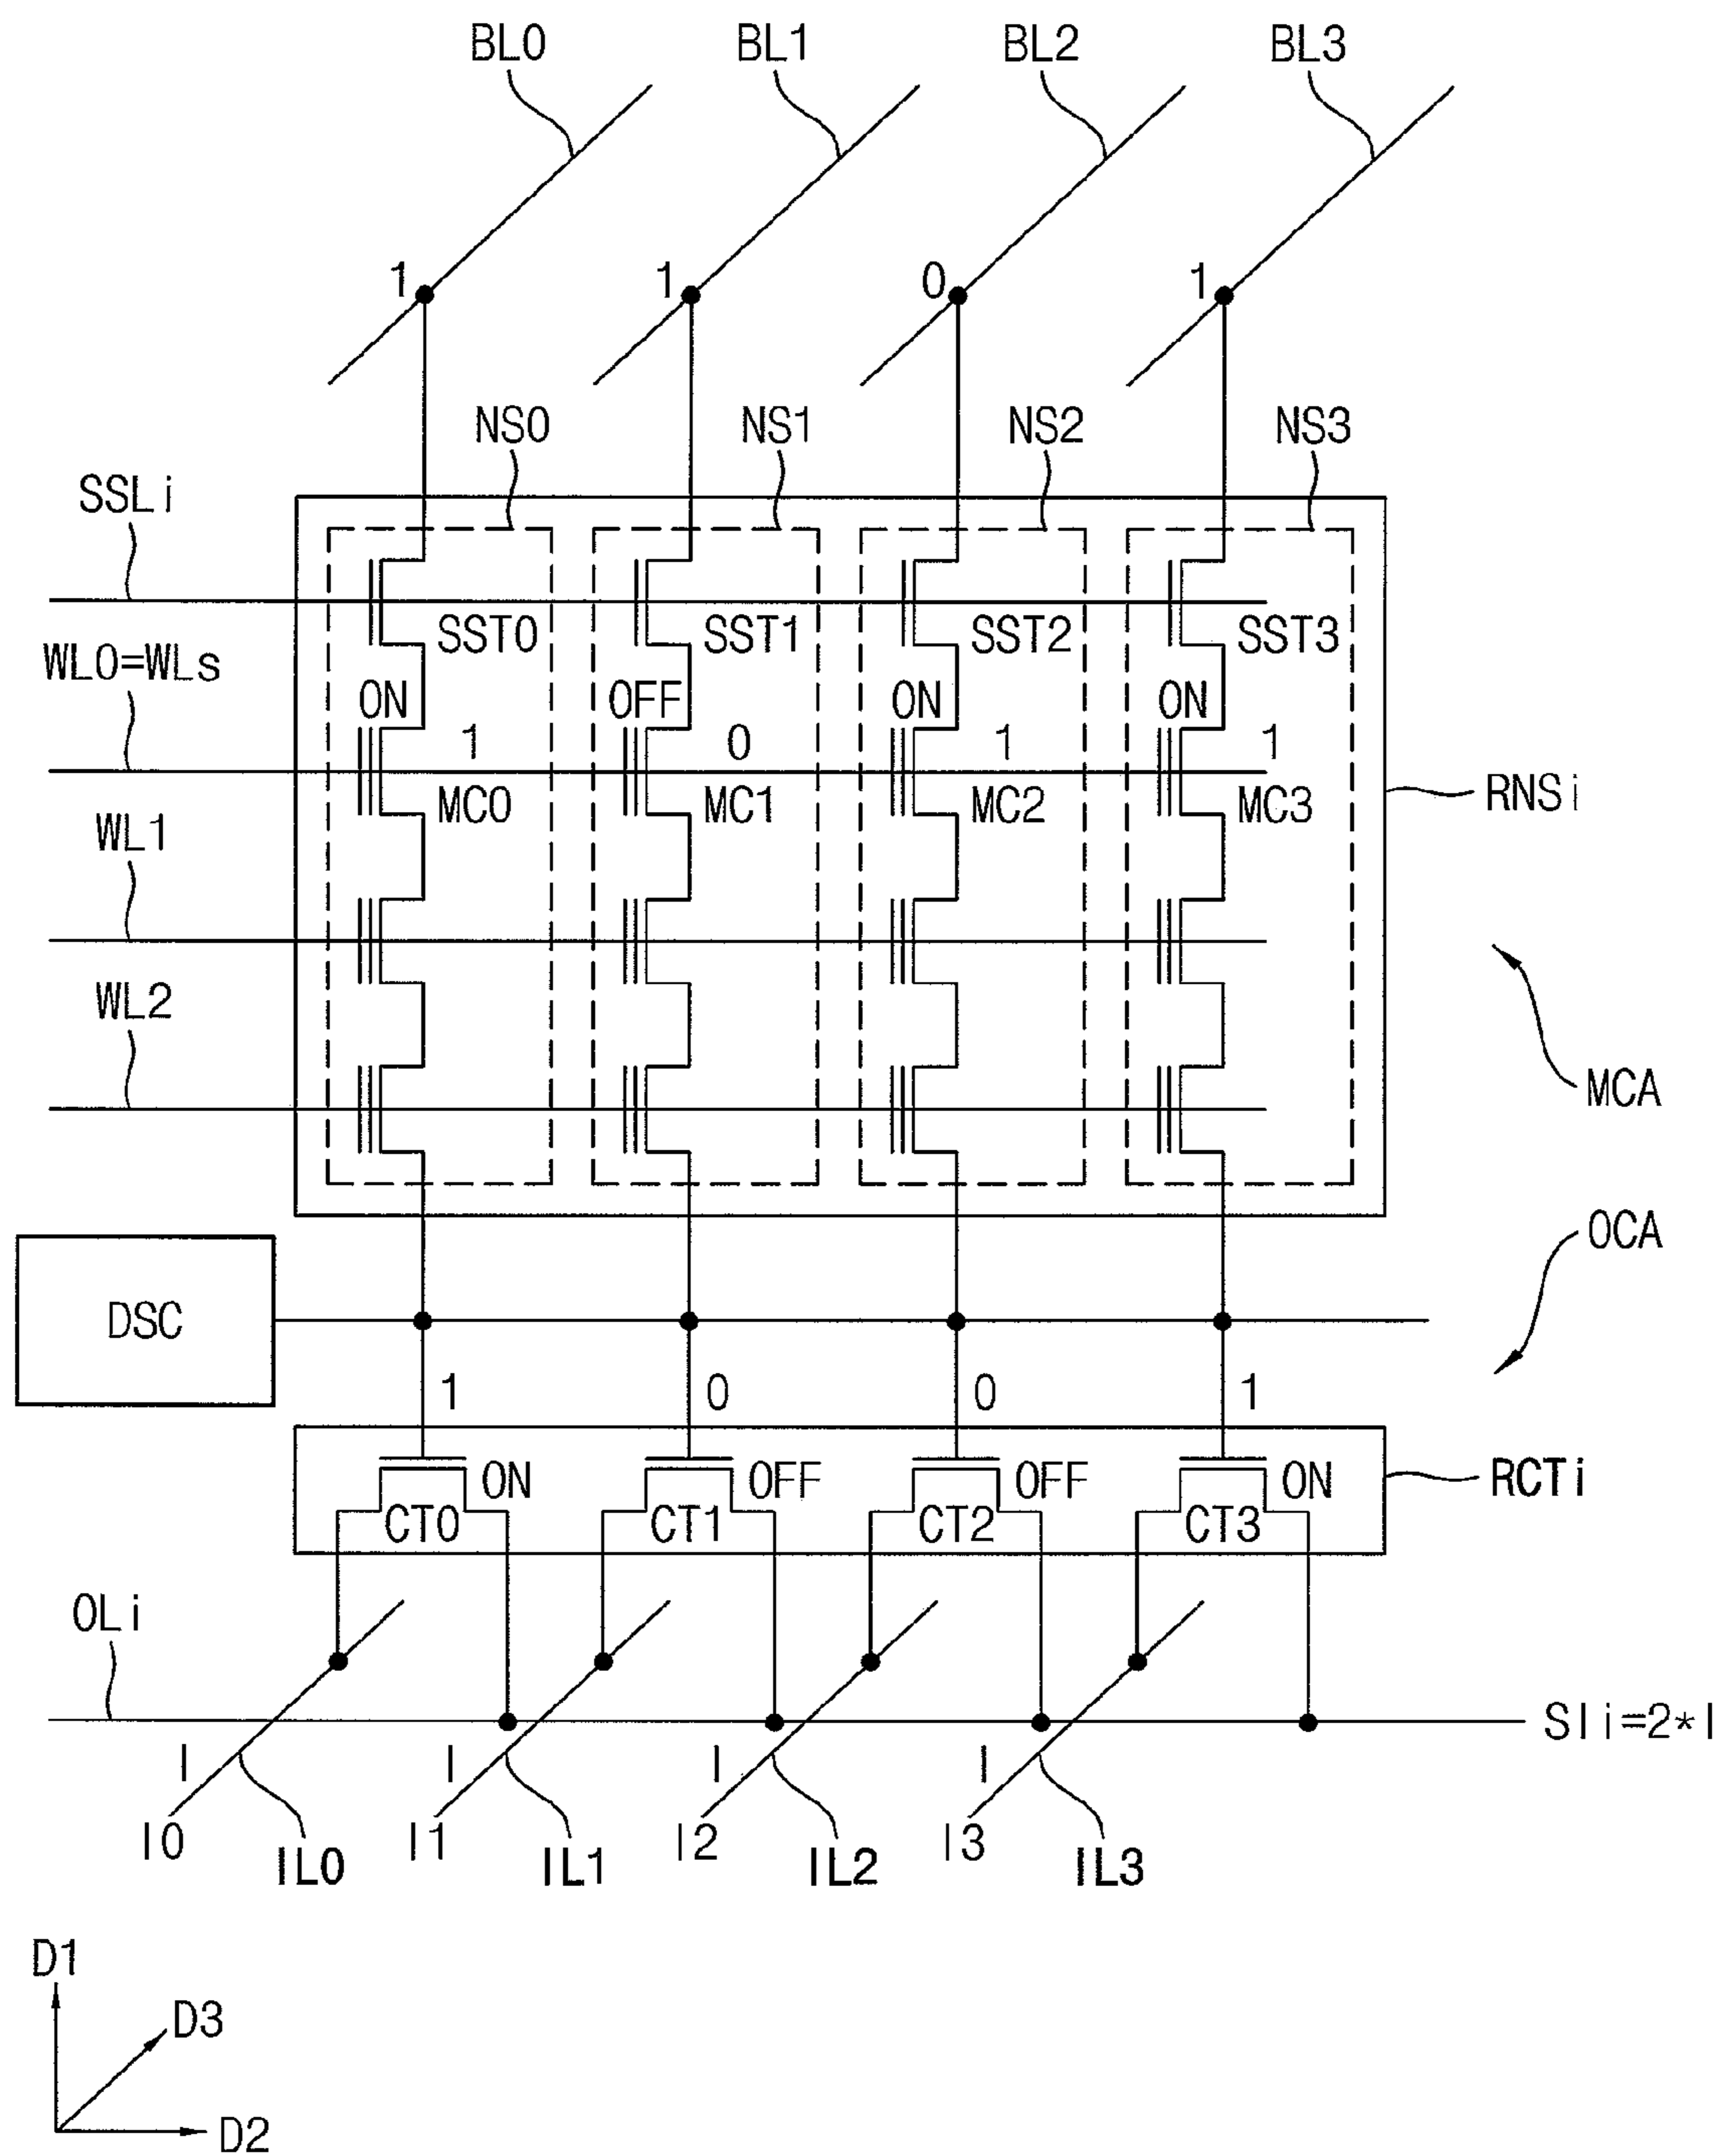 BL0 BL1 BL2 BL3
1 1 0 1
NS0 NS1 NS2 NS3
SSLi
SST0 SST1 SST2 SST3
WL0=WLs
ON OFF ON ON
1 0 1 1
MC0 MC1 MC2 MC3
RNSi
WL1
WL2
MCA
OCA
DSC
1 0 0 1
ON OFF OFF ON
RCTi
CT0 CT1 CT2 CT3
OLi
SIi=2*I
I I I I
I0 I1 I2 I3
IL0 IL1 IL2 IL3
D1
D3
D2